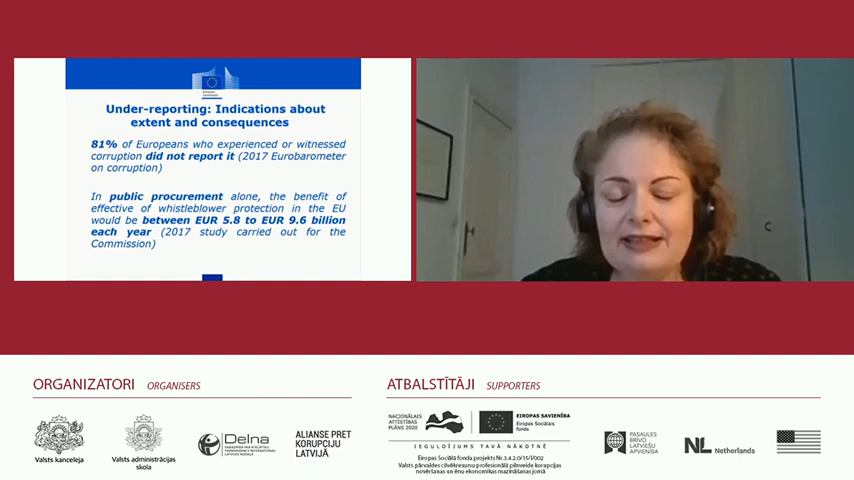 European
Commission
Under-reporting: Indications about
extent and consequences
81% of Europeans who experienced or witnessed
corruption did not report it (2017 Eurobarometer
on corruption)
In public procurement alone, the benefit of
effective of whistleblower protection in the EU
would be between EUR 5.8 to EUR 9.6 billion
each year (2017 study carried out for the
Commission)
ORGANIZATORI ORGANISERS
Valsts kanceleja
Valsts administrācijas
skola
Delna
ALIANSE PRET
KORUPCIJU
LATVIJĀ
ATBALSTĪTĀJI SUPPORTERS
NACIONĀLAIS
ATTĪSTĪBAS
PLĀNS 2020
EIROPAS SAVIENĪBA
Eiropas Sociālais
fonds
IEGULDĪJUMS TAVĀ NĀKOTNĒ
Eiropas Sociālā fonda projekts Nr.3.4.2.0/15/I/002
Valsts pārvaldes cilvēkresursu profesionālā pilnveide korupcijas
novēršanas un ēnu ekonomikas mazināšanas jomā
PASAULES
BRĪVO
LATVIEŠU
APVIENĪBA
NL Netherlands